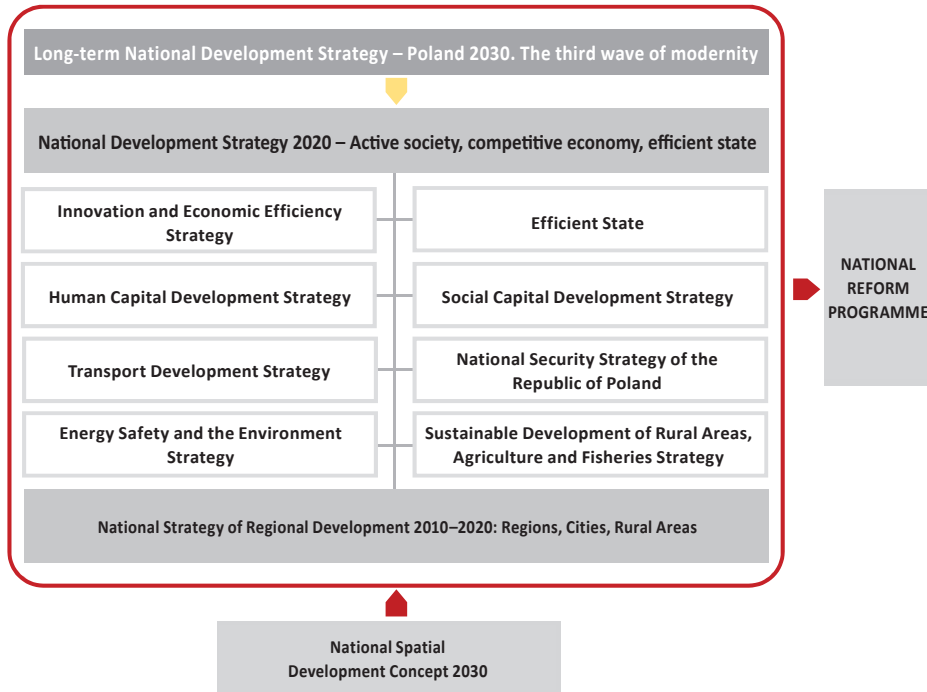 Long-term National Development Strategy – Poland 2030. The third wave of modernity
National Development Strategy 2020 – Active society, competitive economy, efficient state
Innovation and Economic Efficiency
Strategy
Efficient State
Human Capital Development Strategy
Social Capital Development Strategy
Transport Development Strategy
National Security Strategy of the
Republic of Poland
Energy Safety and the Environment
Strategy
Sustainable Development of Rural Areas,
Agriculture and Fisheries Strategy
National Strategy of Regional Development 2010–2020: Regions, Cities, Rural Areas
NATIONAL
REFORM
PROGRAMME
National Spatial
Development Concept 2030